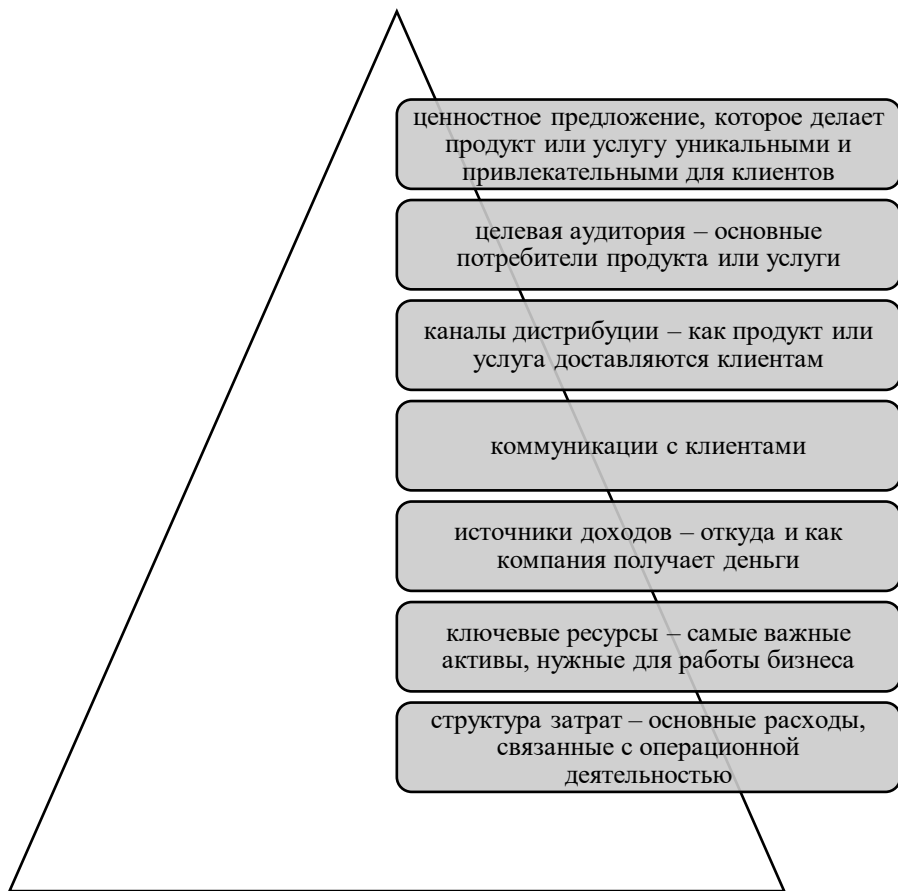 ценностное предложение, которое делает
продукт или услугу уникальными и
привлекательными для клиентов
целевая аудитория – основные
потребители продукта или услуги
каналы дистрибуции – как продукт или
услуга доставляются клиентам
коммуникации с клиентами
источники доходов – откуда и как
компания получает деньги
ключевые ресурсы – самые важные
активы, нужные для работы бизнеса
структура затрат – основные расходы,
связанные с операционной
деятельностью